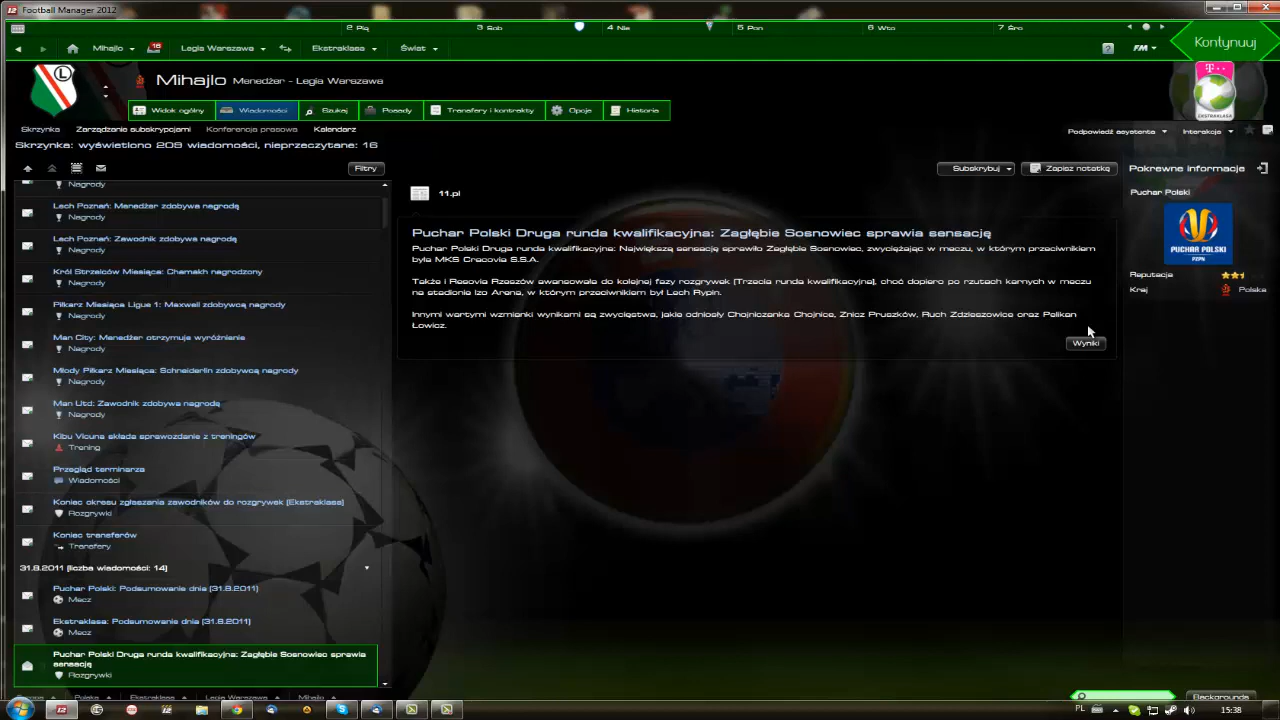 Football Manager 2012
2 Pią 3 Sob 4 Nie 5 Pon 6 Wto 7 Śro
Mihajlo 16 Legia Warszawa Ekstraklasa Świat ? FM Kontynuuj
Mihajlo Menedżer - Legia Warszawa
Widok ogólny Wiadomości Szukaj Posady Transfery i kontrakty Opcje Historia
Skrzynka Zarządzanie subskrypcjami Konferencja prasowa Kalendarz Podpowiedź asystenta Interakcje
Skrzynka: wyświetlono 209 wiadomości, nieprzeczytane: 16
Filtry Subskrybuj Zapisz notatkę Pokrewne informacje
Nagrody
Lech Poznań: Menedżer zdobywa nagrodę
Nagrody
Lech Poznań: Zawodnik zdobywa nagrodę
Nagrody
Król Strzelców Miesiąca: Chamakh nagrodzony
Nagrody
Piłkarz Miesiąca Ligue 1: Maxwell zdobywcą nagrody
Nagrody
Man City: Menedżer otrzymuje wyróżnienie
Nagrody
Młody Piłkarz Miesiąca: Schneiderlin zdobywcą nagrody
Nagrody
Man Utd: Zawodnik zdobywa nagrodę
Nagrody
Kibu Vicuna składa sprawozdanie z treningów
Trening
Przegląd terminarza
Wiadomości
Koniec okresu zgłaszania zawodników do rozgrywek [Ekstraklasa]
Rozgrywki
Koniec transferów
Transfery
31.8.2011 (liczba wiadomości: 14)
Puchar Polski: Podsumowanie dnia (31.8.2011)
Mecz
Ekstraklasa: Podsumowanie dnia (31.8.2011)
Mecz
Puchar Polski Druga runda kwalifikacyjna: Zagłębie Sosnowiec sprawia
sensację
Rozgrywki
11.pl
Puchar Polski Druga runda kwalifikacyjna: Zagłębie Sosnowiec sprawia sensację
Puchar Polski Druga runda kwalifikacyjna: Największą sensację sprawiło Zagłębie Sosnowiec, zwyciężając w meczu, w którym przeciwnikiem
była MKS Cracovia S.S.A.
Także i Resovia Rzeszów awansowała do kolejnej fazy rozgrywek [Trzecia runda kwalifikacyjna], choć dopiero po rzutach karnych w meczu
na stadionie Izo Arena, w którym przeciwnikiem był Lech Rypin.
Innymi wartymi wzmianki wynikami są zwycięstwa, jakie odniosły Chojniczanka Chojnice, Znicz Pruszków, Ruch Zdzieszowice oraz Pelikan
Łowicz.
Wyniki
Puchar Polski
PUCHAR POLSKI
PZPN
Reputacja
Kraj Polska
EKSTRAKLASA
Europa Polska Ekstraklasa Legia Warszawa Mihajlo Backgrounds
PL 15:38